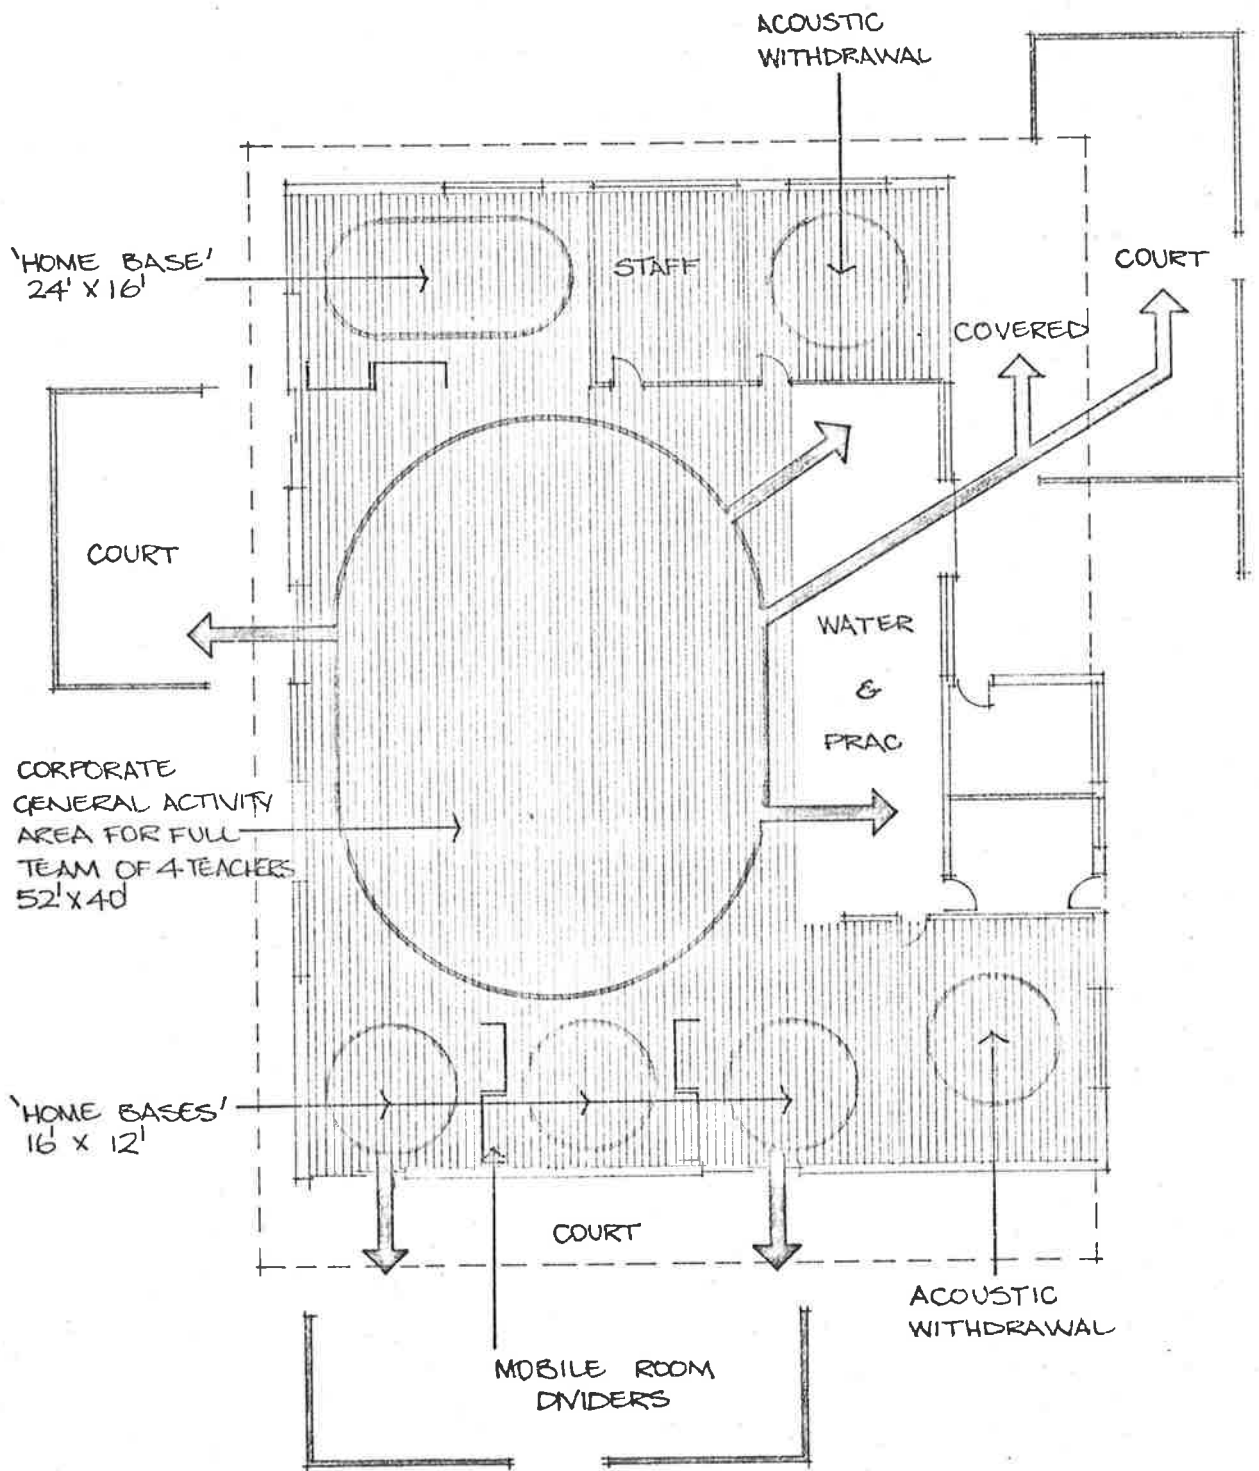 ACOUSTIC
WITHDRAWAL
'HOME BASE'
24' X 16'
STAFF
COURT
COVERED
COURT
WATER
&
PRAC
CORPORATE
GENERAL ACTIVITY
AREA FOR FULL
TEAM OF 4 TEACHERS
52' X 40'
'HOME BASES'
16' X 12'
COURT
ACOUSTIC
WITHDRAWAL
MOBILE ROOM
DIVIDERS